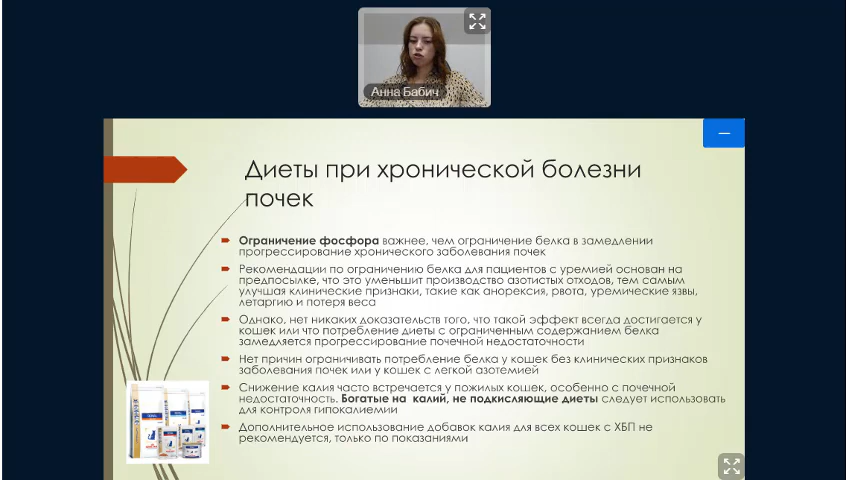 Анна Бабич
Диеты при хронической болезни
почек
Ограничение фосфора важнее, чем ограничение белка в замедлении
прогрессирование хронического заболевания почек
Рекомендации по ограничению белка для пациентов с уремией основан на
предпосылке, что это уменьшит производство азотистых отходов, тем самым
улучшая клинические признаки, такие как анорексия, рвота, уремические язвы,
летаргию и потеря веса
Однако, нет никаких доказательств того, что такой эффект всегда достигается у
кошек или что потребление диеты с ограниченным содержанием белка
замедляется прогрессирование почечной недостаточности
Нет причин ограничивать потребление белка у кошек без клинических признаков
заболевания почек или у кошек с легкой азотемией
Снижение калия часто встречается у пожилых кошек, особенно с почечной
недостаточность. Богатые на калий, не подкисляющие диеты следует использовать
для контроля гипокалиемии
Дополнительное использование добавок калия для всех кошек с ХБП не
рекомендуется, только по показаниями